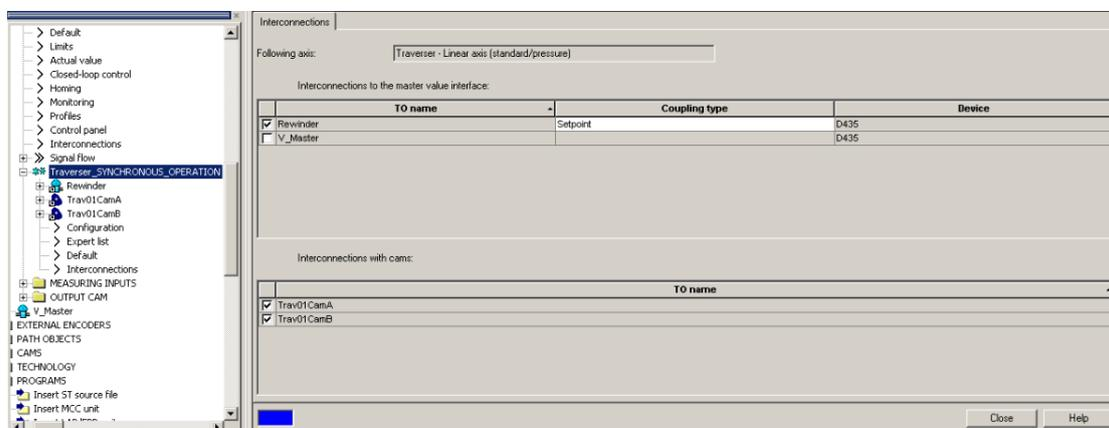 Default
Limits
Actual value
Closed-loop control
Homing
Monitoring
Profiles
Control panel
Interconnections
Signal flow
Traverser_SYNCHRONOUS_OPERATION
Rewinder
Trav01CamA
Trav01CamB
Configuration
Expert list
Default
Interconnections
MEASURING INPUTS
OUTPUT CAM
V_Master
EXTERNAL ENCODERS
PATH OBJECTS
CAMS
TECHNOLOGY
PROGRAMS
Insert ST source file
Insert MCC unit
Interconnections
Following axis: Traverser - Linear axis (standard/pressure)
Interconnections to the master value interface:
TO name Coupling type Device
Rewinder Setpoint D435
V_Master D435
Interconnections with cams:
TO name
Trav01CamA
Trav01CamB
Close Help